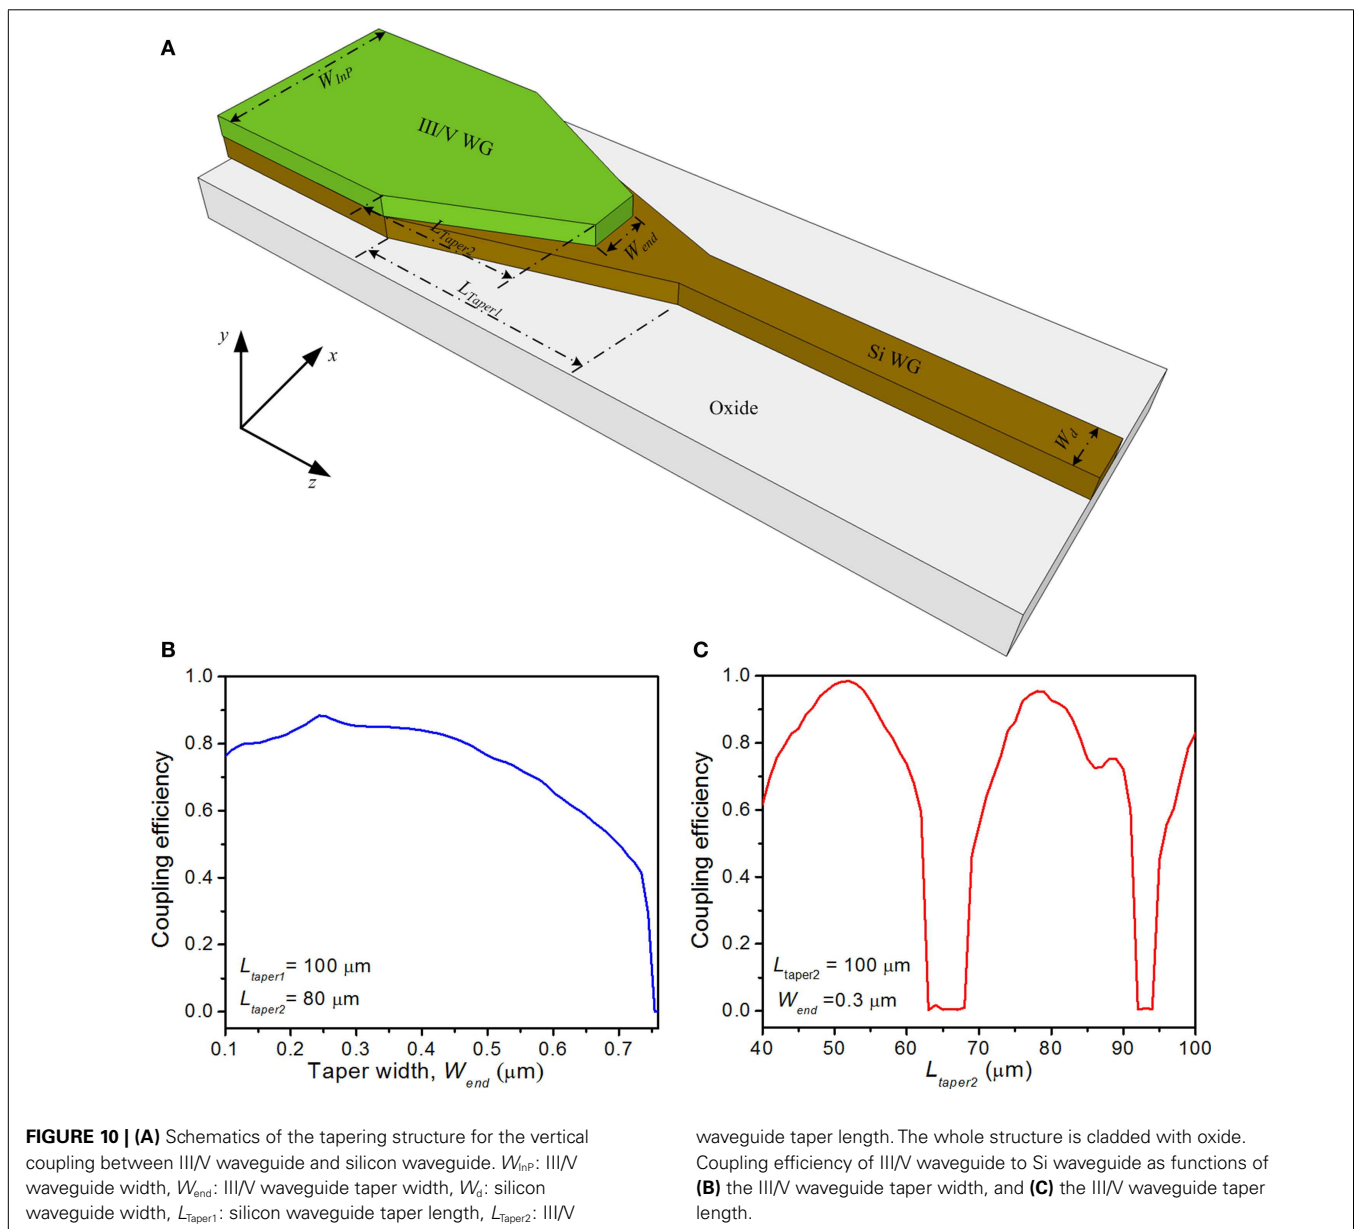 A
W_InP
III/V WG
L_Taper2
W_end
L_Taper1
y
x
z
Si WG
Oxide
W_d
B
Coupling efficiency
1.0
0.8
0.6
0.4
0.2
0.0
L_taper1 = 100 μm
L_taper2 = 80 μm
0.1 0.2 0.3 0.4 0.5 0.6 0.7
Taper width, W_end (μm)
C
Coupling efficiency
1.0
0.8
0.6
0.4
0.2
0.0
L_taper2 = 100 μm
W_end =0.3 μm
40 50 60 70 80 90 100
L_taper2 (μm)
FIGURE 10 | (A) Schematics of the tapering structure for the vertical
coupling between III/V waveguide and silicon waveguide. W_InP: III/V
waveguide width, W_end: III/V waveguide taper width, W_d: silicon
waveguide width, L_Taper1: silicon waveguide taper length, L_Taper2: III/V
waveguide taper length. The whole structure is cladded with oxide.
Coupling efficiency of III/V waveguide to Si waveguide as functions of
(B) the III/V waveguide taper width, and (C) the III/V waveguide taper
length.